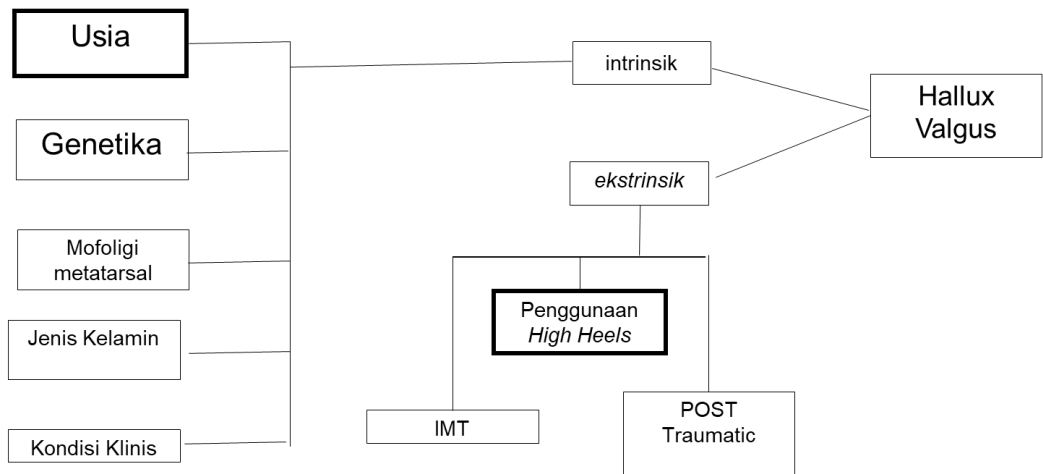 Usia
intrinsik
Hallux
Valgus
Genetika
ekstrinsik
Mofoligi
metatarsal
Penggunaan
High Heels
Jenis Kelamin
IMT
POST
Traumatic
Kondisi Klinis